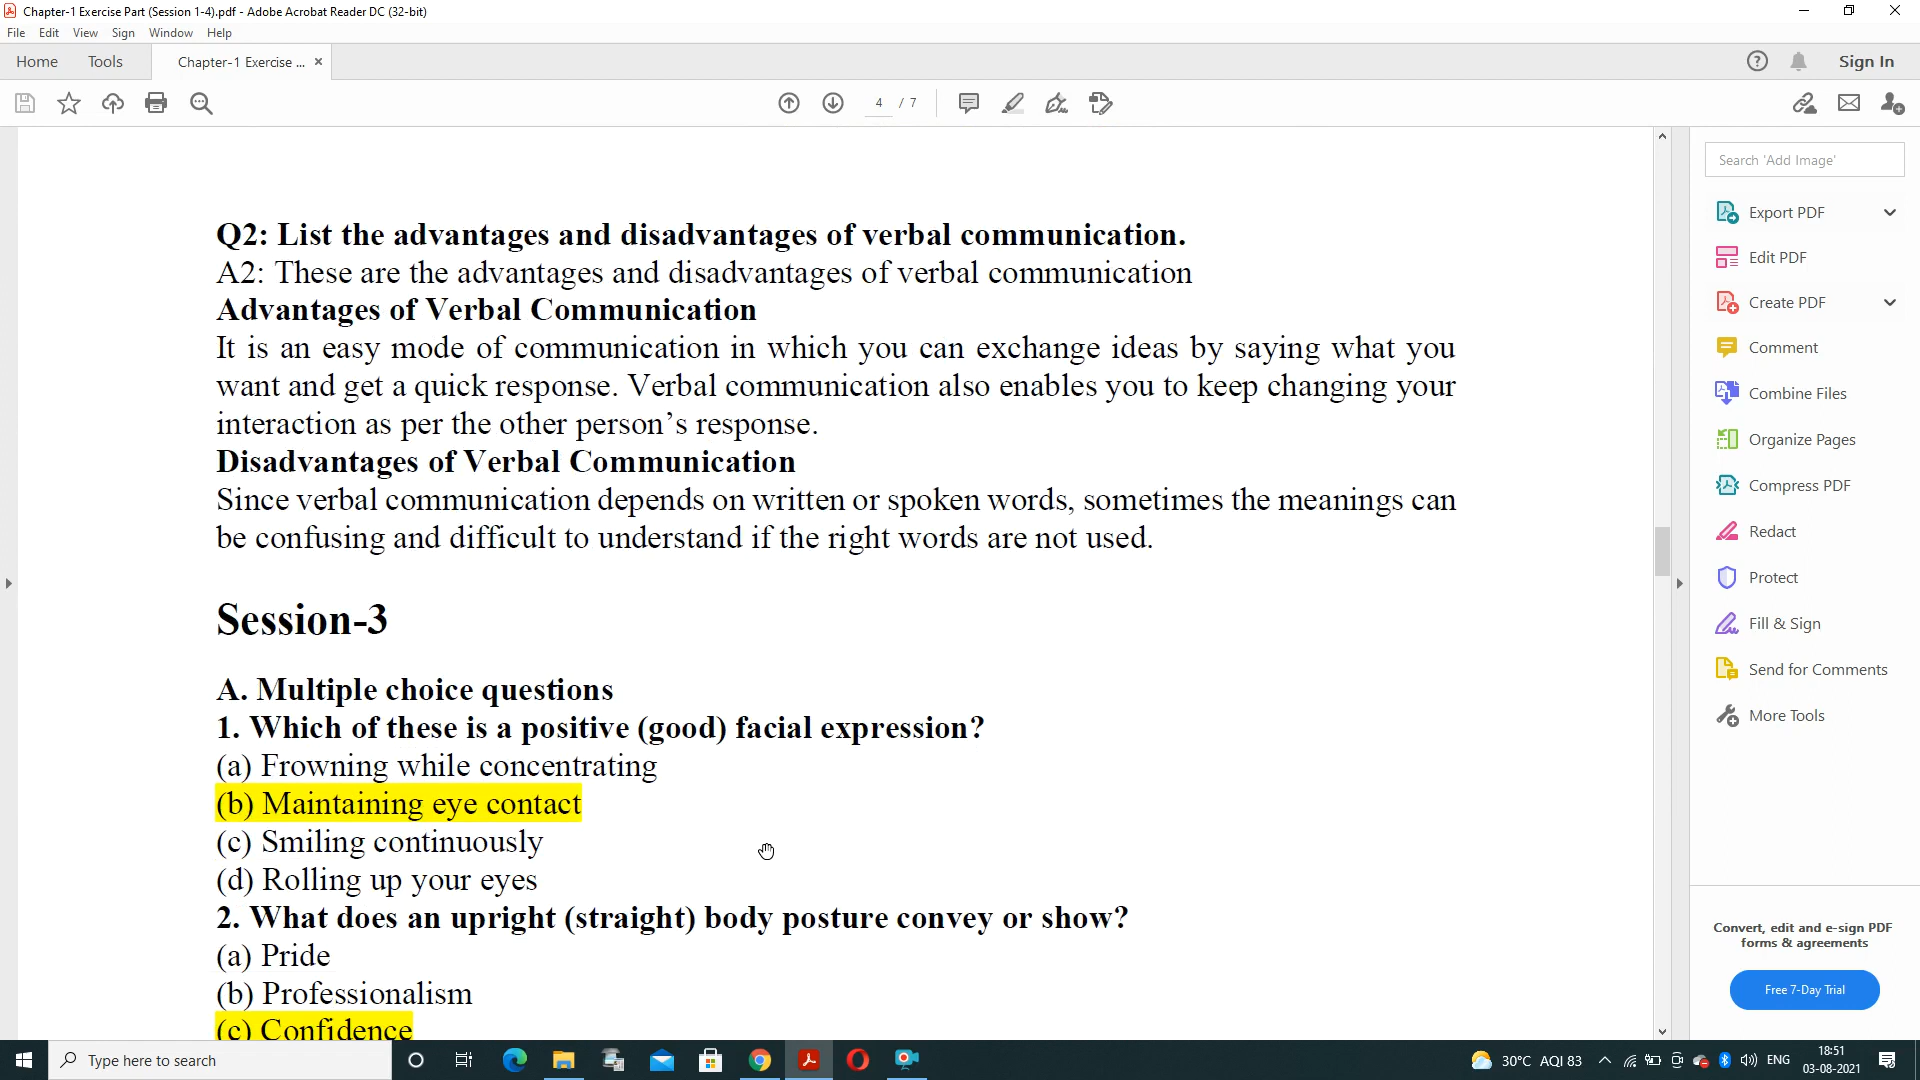 Chapter-1 Exercise Part (Session 1-4).pdf - Adobe Acrobat Reader DC (32-bit)
File Edit View Sign Window Help
Home Tools Chapter-1 Exercise ... × Sign In
4 / 7
Search 'Add Image'
Export PDF
Edit PDF
Create PDF
Comment
Combine Files
Organize Pages
Compress PDF
Redact
Protect
Fill & Sign
Send for Comments
More Tools
Convert, edit and e-sign PDF
forms & agreements
Free 7-Day Trial
Q2: List the advantages and disadvantages of verbal communication.
A2: These are the advantages and disadvantages of verbal communication
Advantages of Verbal Communication
It is an easy mode of communication in which you can exchange ideas by saying what you
want and get a quick response. Verbal communication also enables you to keep changing your
interaction as per the other person’s response.
Disadvantages of Verbal Communication
Since verbal communication depends on written or spoken words, sometimes the meanings can
be confusing and difficult to understand if the right words are not used.
Session-3
A. Multiple choice questions
1. Which of these is a positive (good) facial expression?
(a) Frowning while concentrating
(b) Maintaining eye contact
(c) Smiling continuously
(d) Rolling up your eyes
2. What does an upright (straight) body posture convey or show?
(a) Pride
(b) Professionalism
(c) Confidence
Type here to search
30°C AQI 83
ENG
18:51
03-08-2021